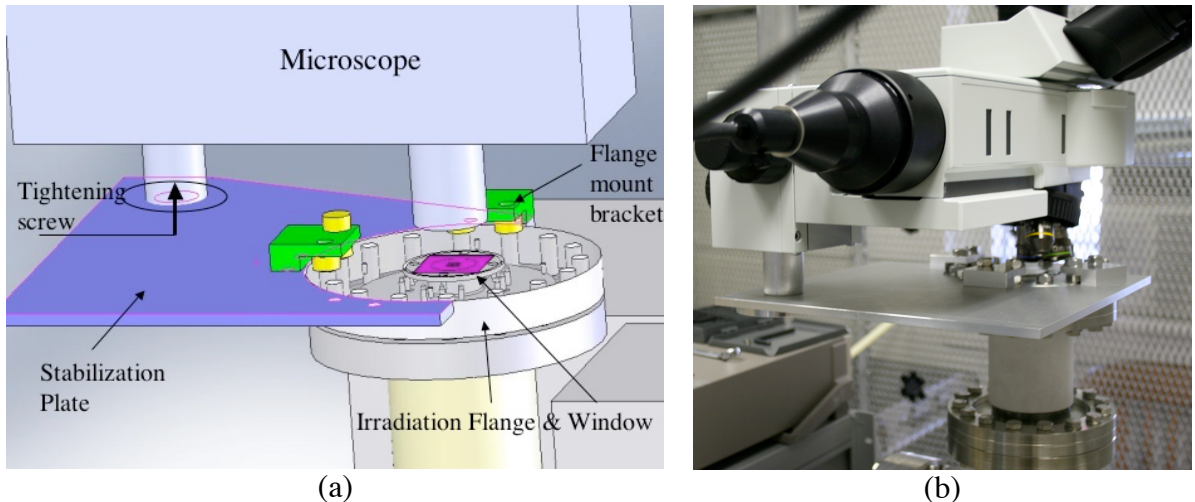 Microscope
Tightening
screw
Flange
mount
bracket
Stabilization
Plate
Irradiation Flange & Window
(a)
(b)